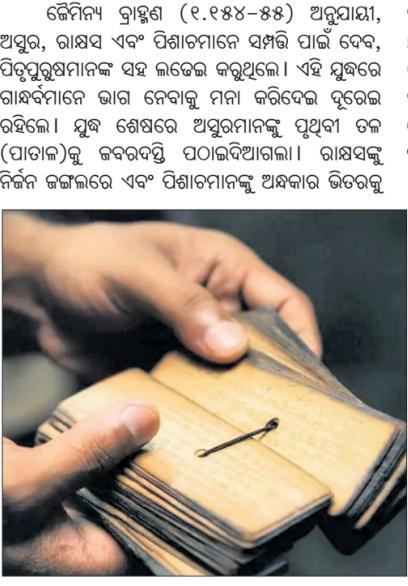 ଜୈମିନ୍ୟ ବ୍ରାହ୍ମଣ (୧.୧୫୪-୫୫) ଅନୁଯାୟୀ,
ଅସୁର, ରାକ୍ଷସ ଏବଂ ପିଶାଚମାନେ ସମ୍ପତ୍ତି ପାଇଁ ଦେବ,
ପିତୃପୁରୁଷମାନଙ୍କ ସହ ଲଢେଇ କରୁଥିଲେ। ଏହି ଯୁଦ୍ଧରେ
ଗାନ୍ଧର୍ବମାନେ ଭାଗ ନେବାକୁ ମନା କରିଦେଇ ଦୂରେଇ
ରହିଲେ। ଯୁଦ୍ଧ ଶେଷରେ ଅସୁରମାନଙ୍କୁ ପୃଥିବୀ ତଳ
(ପାତାଳ)କୁ ଜବରଦସ୍ତି ପଠାଇଦିଆଗଲା। ରାକ୍ଷସଙ୍କୁ
ନିର୍ଜନ ଜଙ୍ଗଲରେ ଏବଂ ପିଶାଚମାନଙ୍କୁ ଅନ୍ଧକାର ଭିତରକୁ